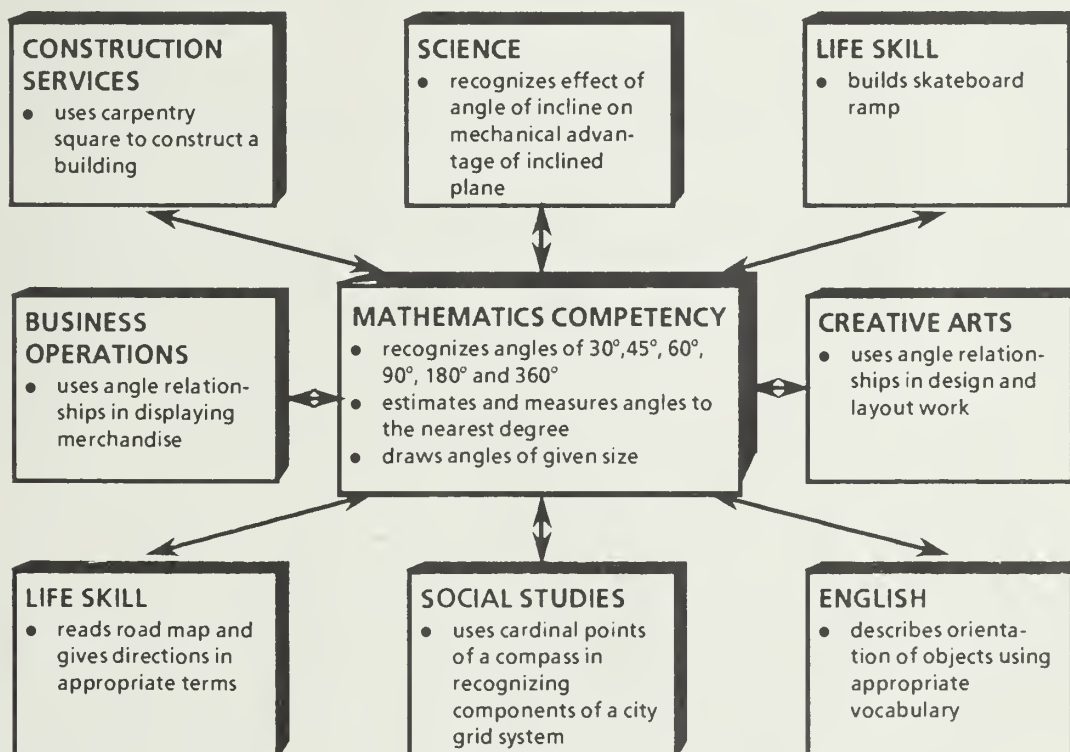 CONSTRUCTION
SERVICES
• uses carpentry
square to construct a
building
SCIENCE
• recognizes effect of
angle of incline on
mechanical advan-
tage of inclined
plane
LIFE SKILL
• builds skateboard
ramp
BUSINESS
OPERATIONS
• uses angle relation-
ships in displaying
merchandise
MATHEMATICS COMPETENCY
• recognizes angles of 30°,45°, 60°,
90°, 180° and 360°
• estimates and measures angles to
the nearest degree
• draws angles of given size
CREATIVE ARTS
• uses angle relation-
ships in design and
layout work
LIFE SKILL
• reads road map and
gives directions in
appropriate terms
SOCIAL STUDIES
• uses cardinal points
of a compass in
recognizing
components of a city
grid system
ENGLISH
• describes orienta-
tion of objects using
appropriate
vocabulary